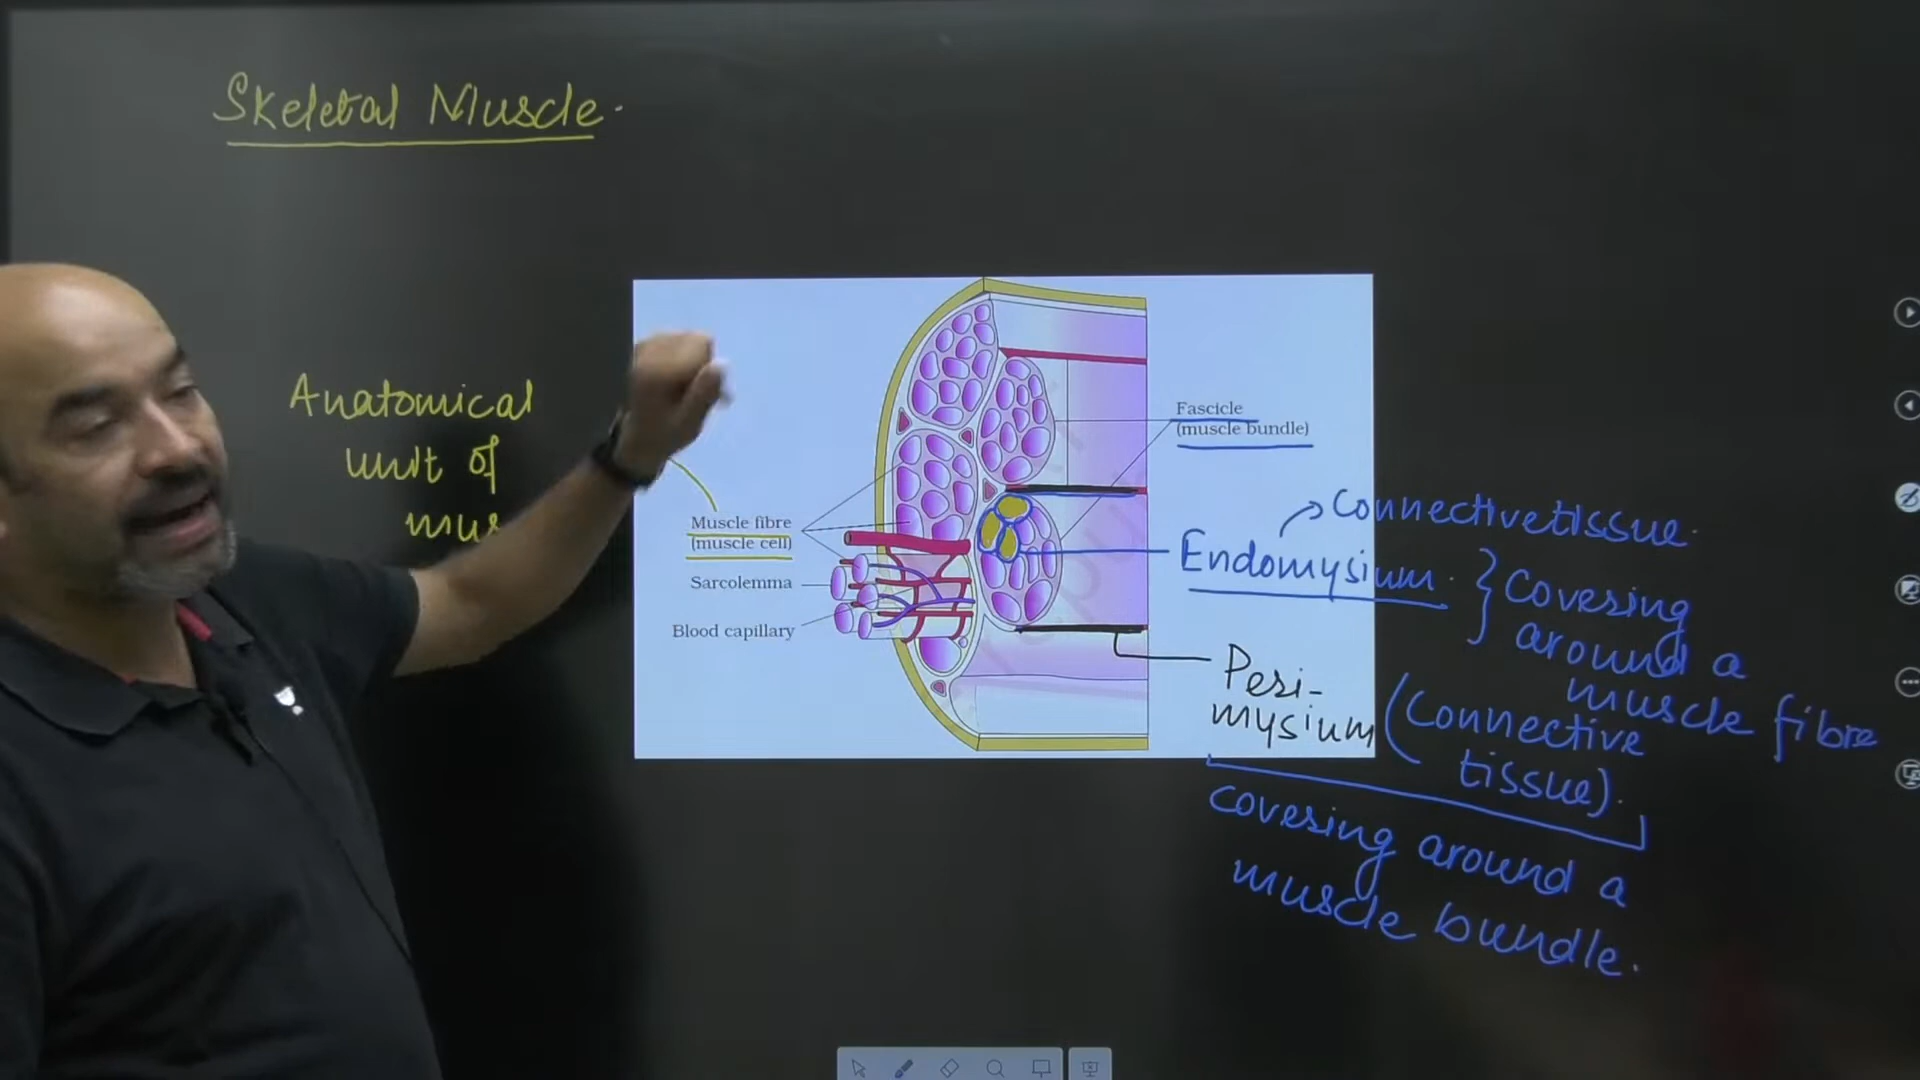 Skeletal Muscle.
Anatomical
unit of
Fascicle
(muscle bundle)
Muscle fibre
(muscle cell)
Sarcolemma
Blood capillary
Connectivetissue.
Endomysium.
Covering
around a
muscle fibre
Peri-
mysium
(Connective
tissue).
covering around a
muscle bundle.